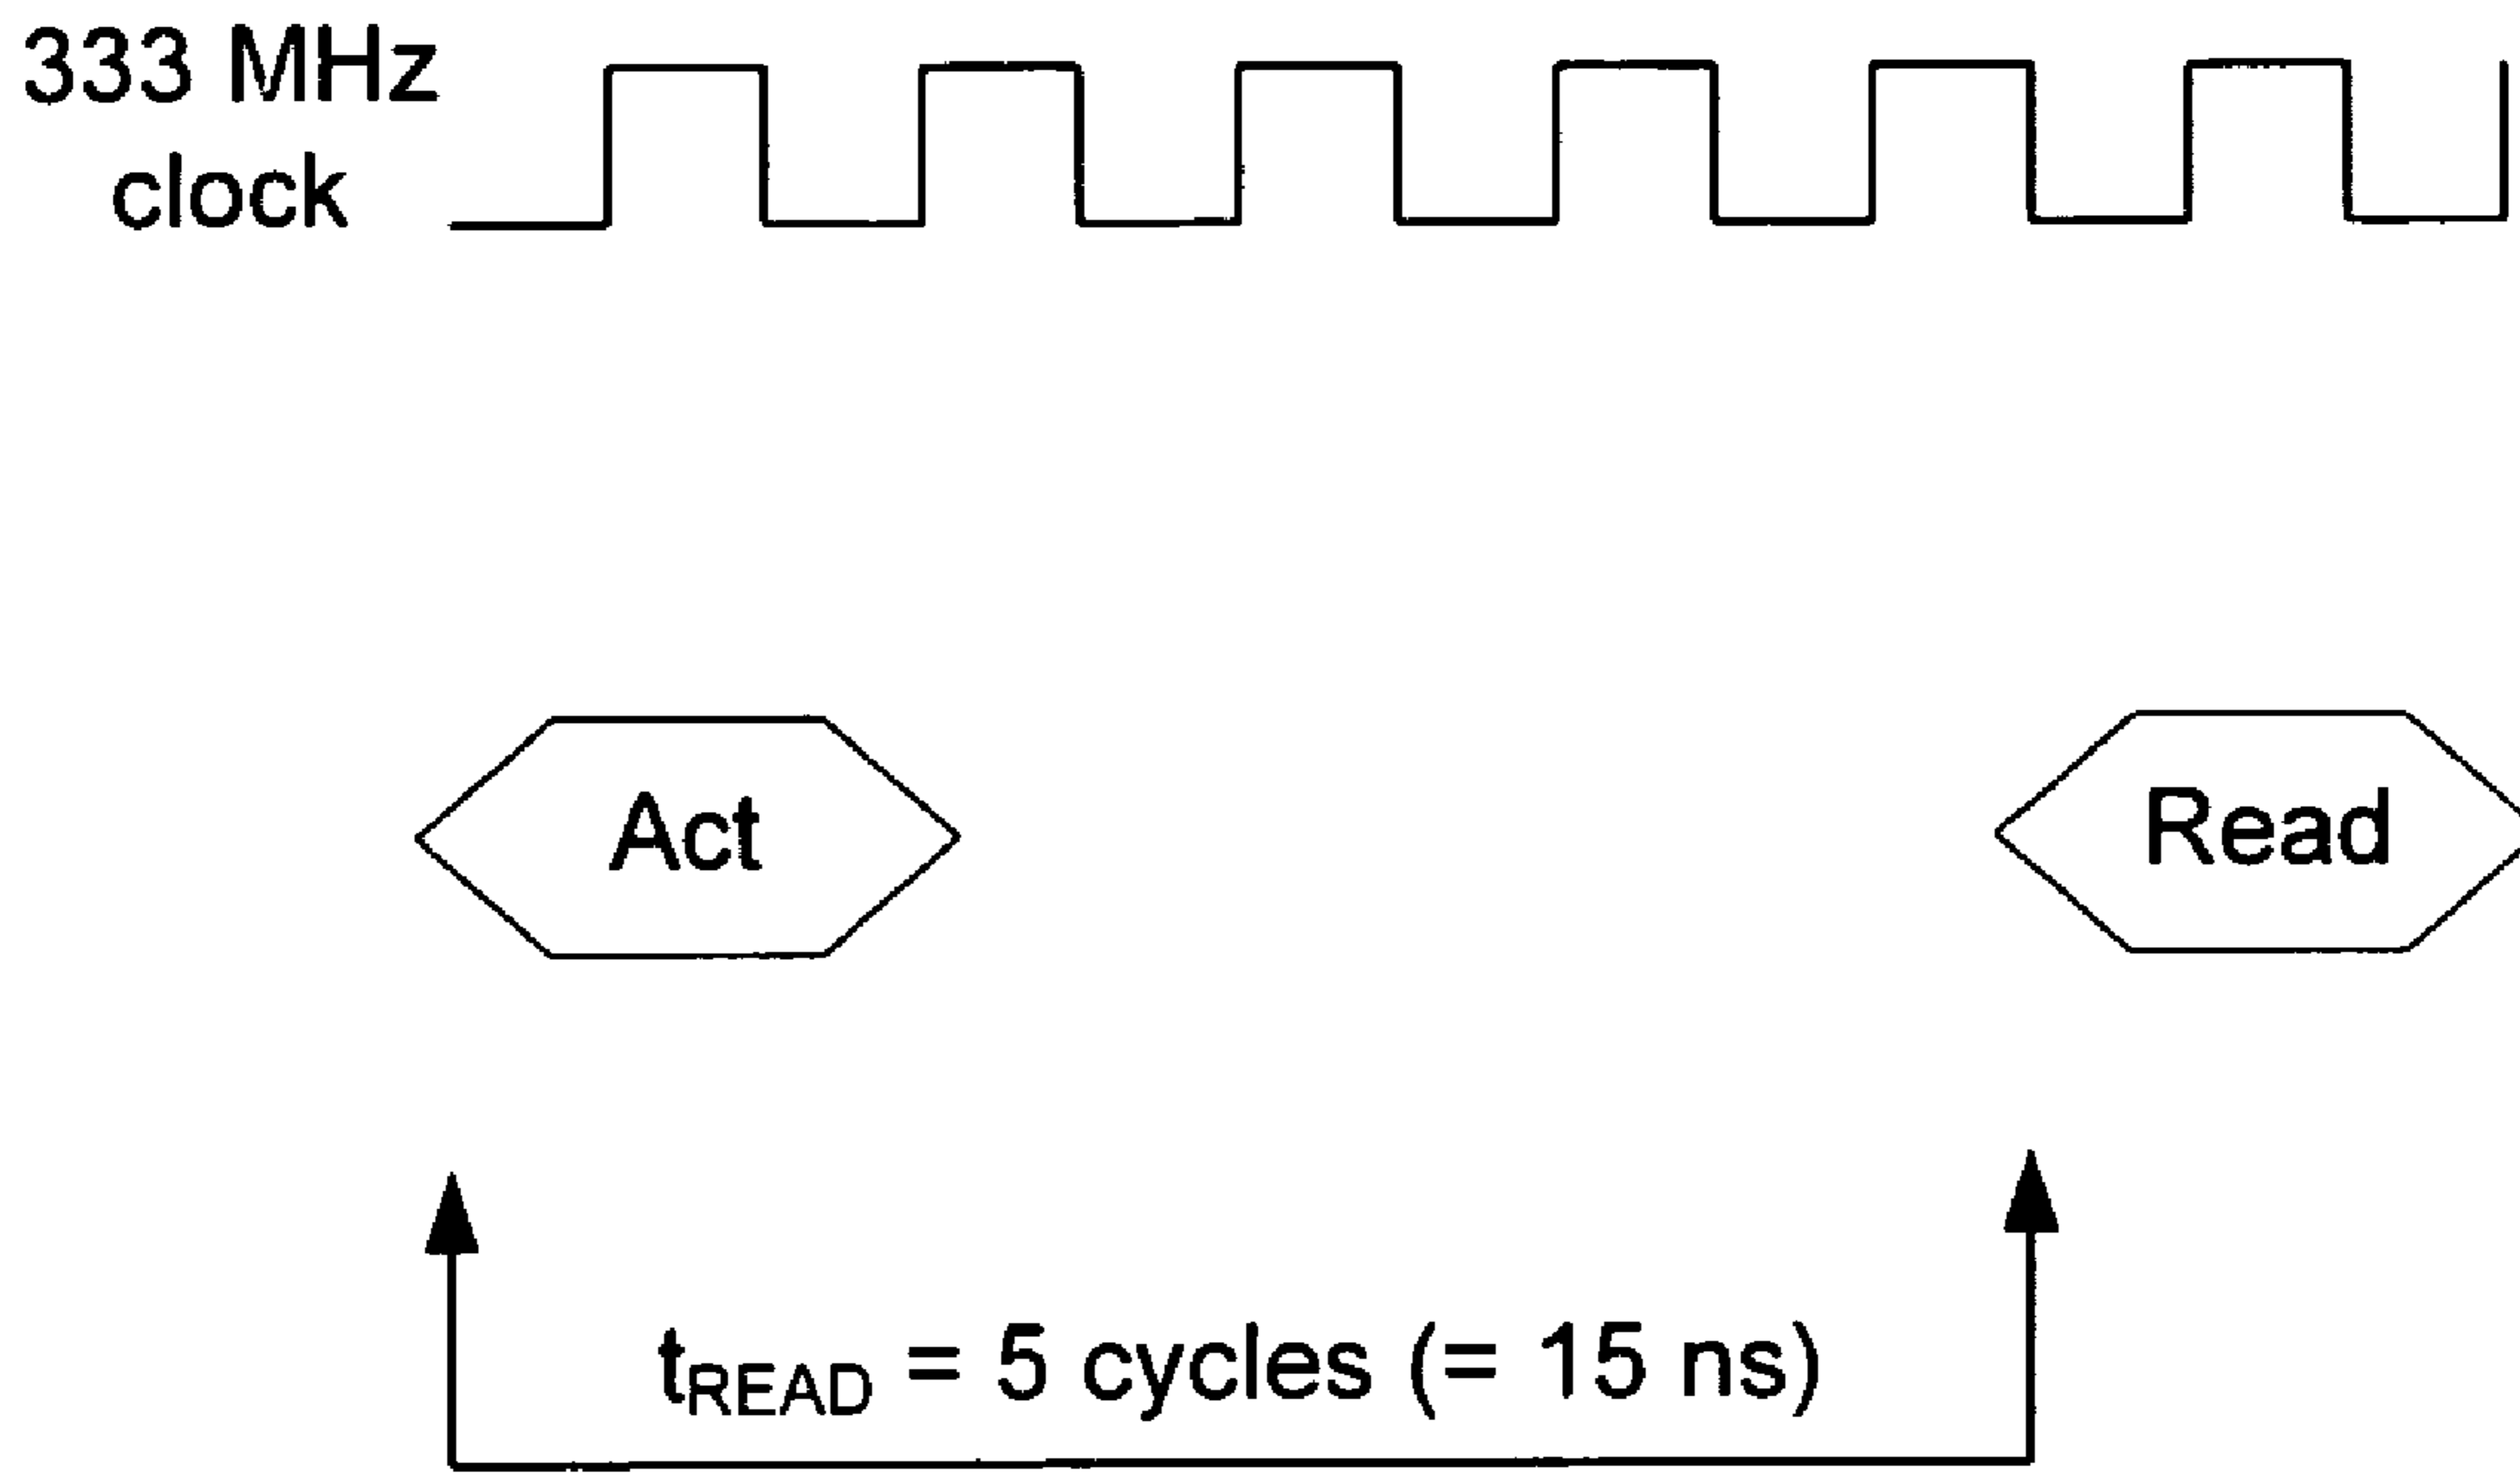 333 MHz
clock
Act
Read
tREAD = 5 cycles (= 15 ns)